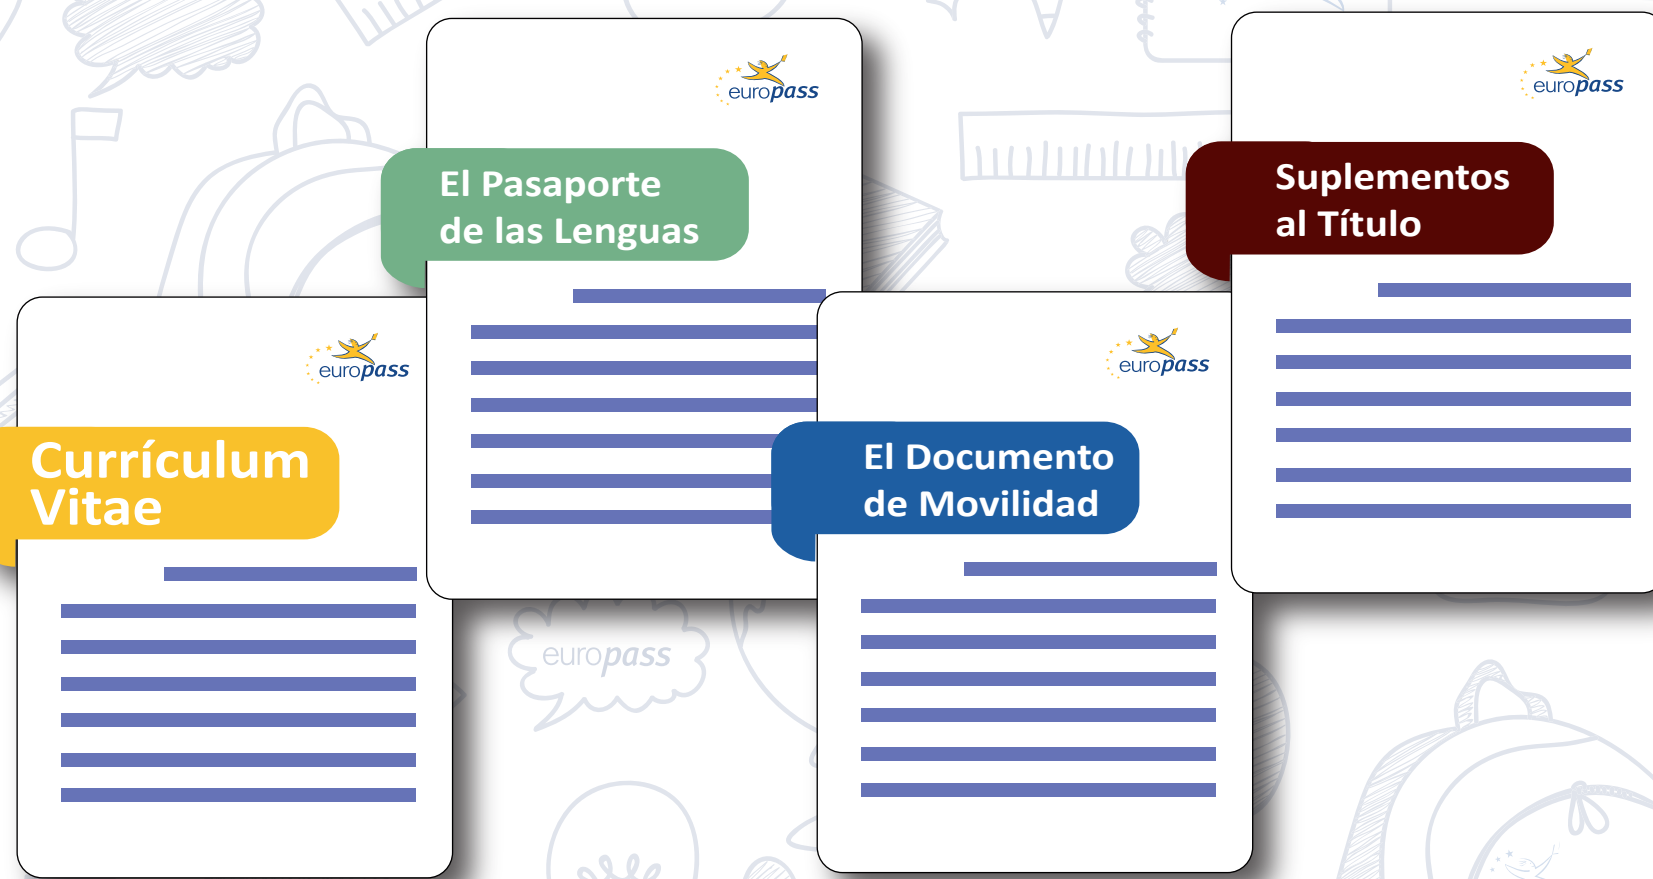 europass
Currículum
Vitae
europass
El Pasaporte
de las Lenguas
europass
europass
El Documento
de Movilidad
europass
Suplementos
al Título